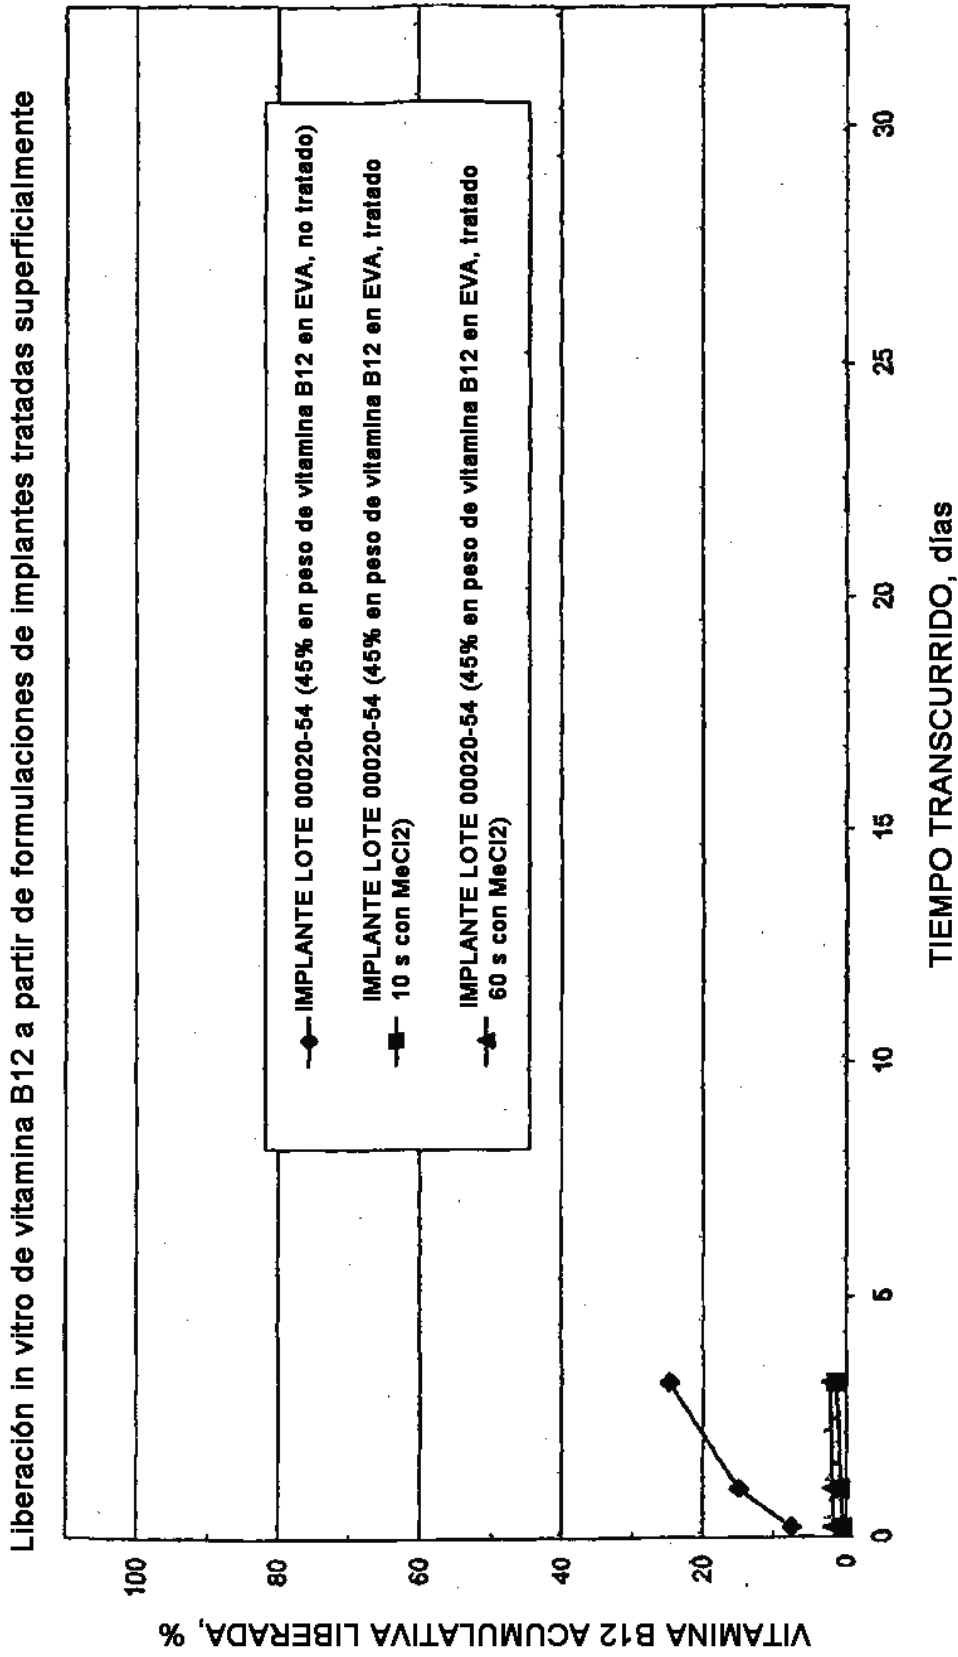 Liberación in vitro de vitamina B12 a partir de formulaciones de implantes tratadas superficialmente
VITAMINA B12 ACUMULATIVA LIBERADA, %
100
80
60
40
20
0
IMPLANTE LOTE 00020-54 (45% en peso de vitamina B12 en EVA, no tratado)
IMPLANTE LOTE 00020-54 (45% en peso de vitamina B12 en EVA, tratado
10 s con MeCl2)
IMPLANTE LOTE 00020-54 (45% en peso de vitamina B12 en EVA, tratado
60 s con MeCl2)
0
5
10
15
20
25
30
TIEMPO TRANSCURRIDO, días